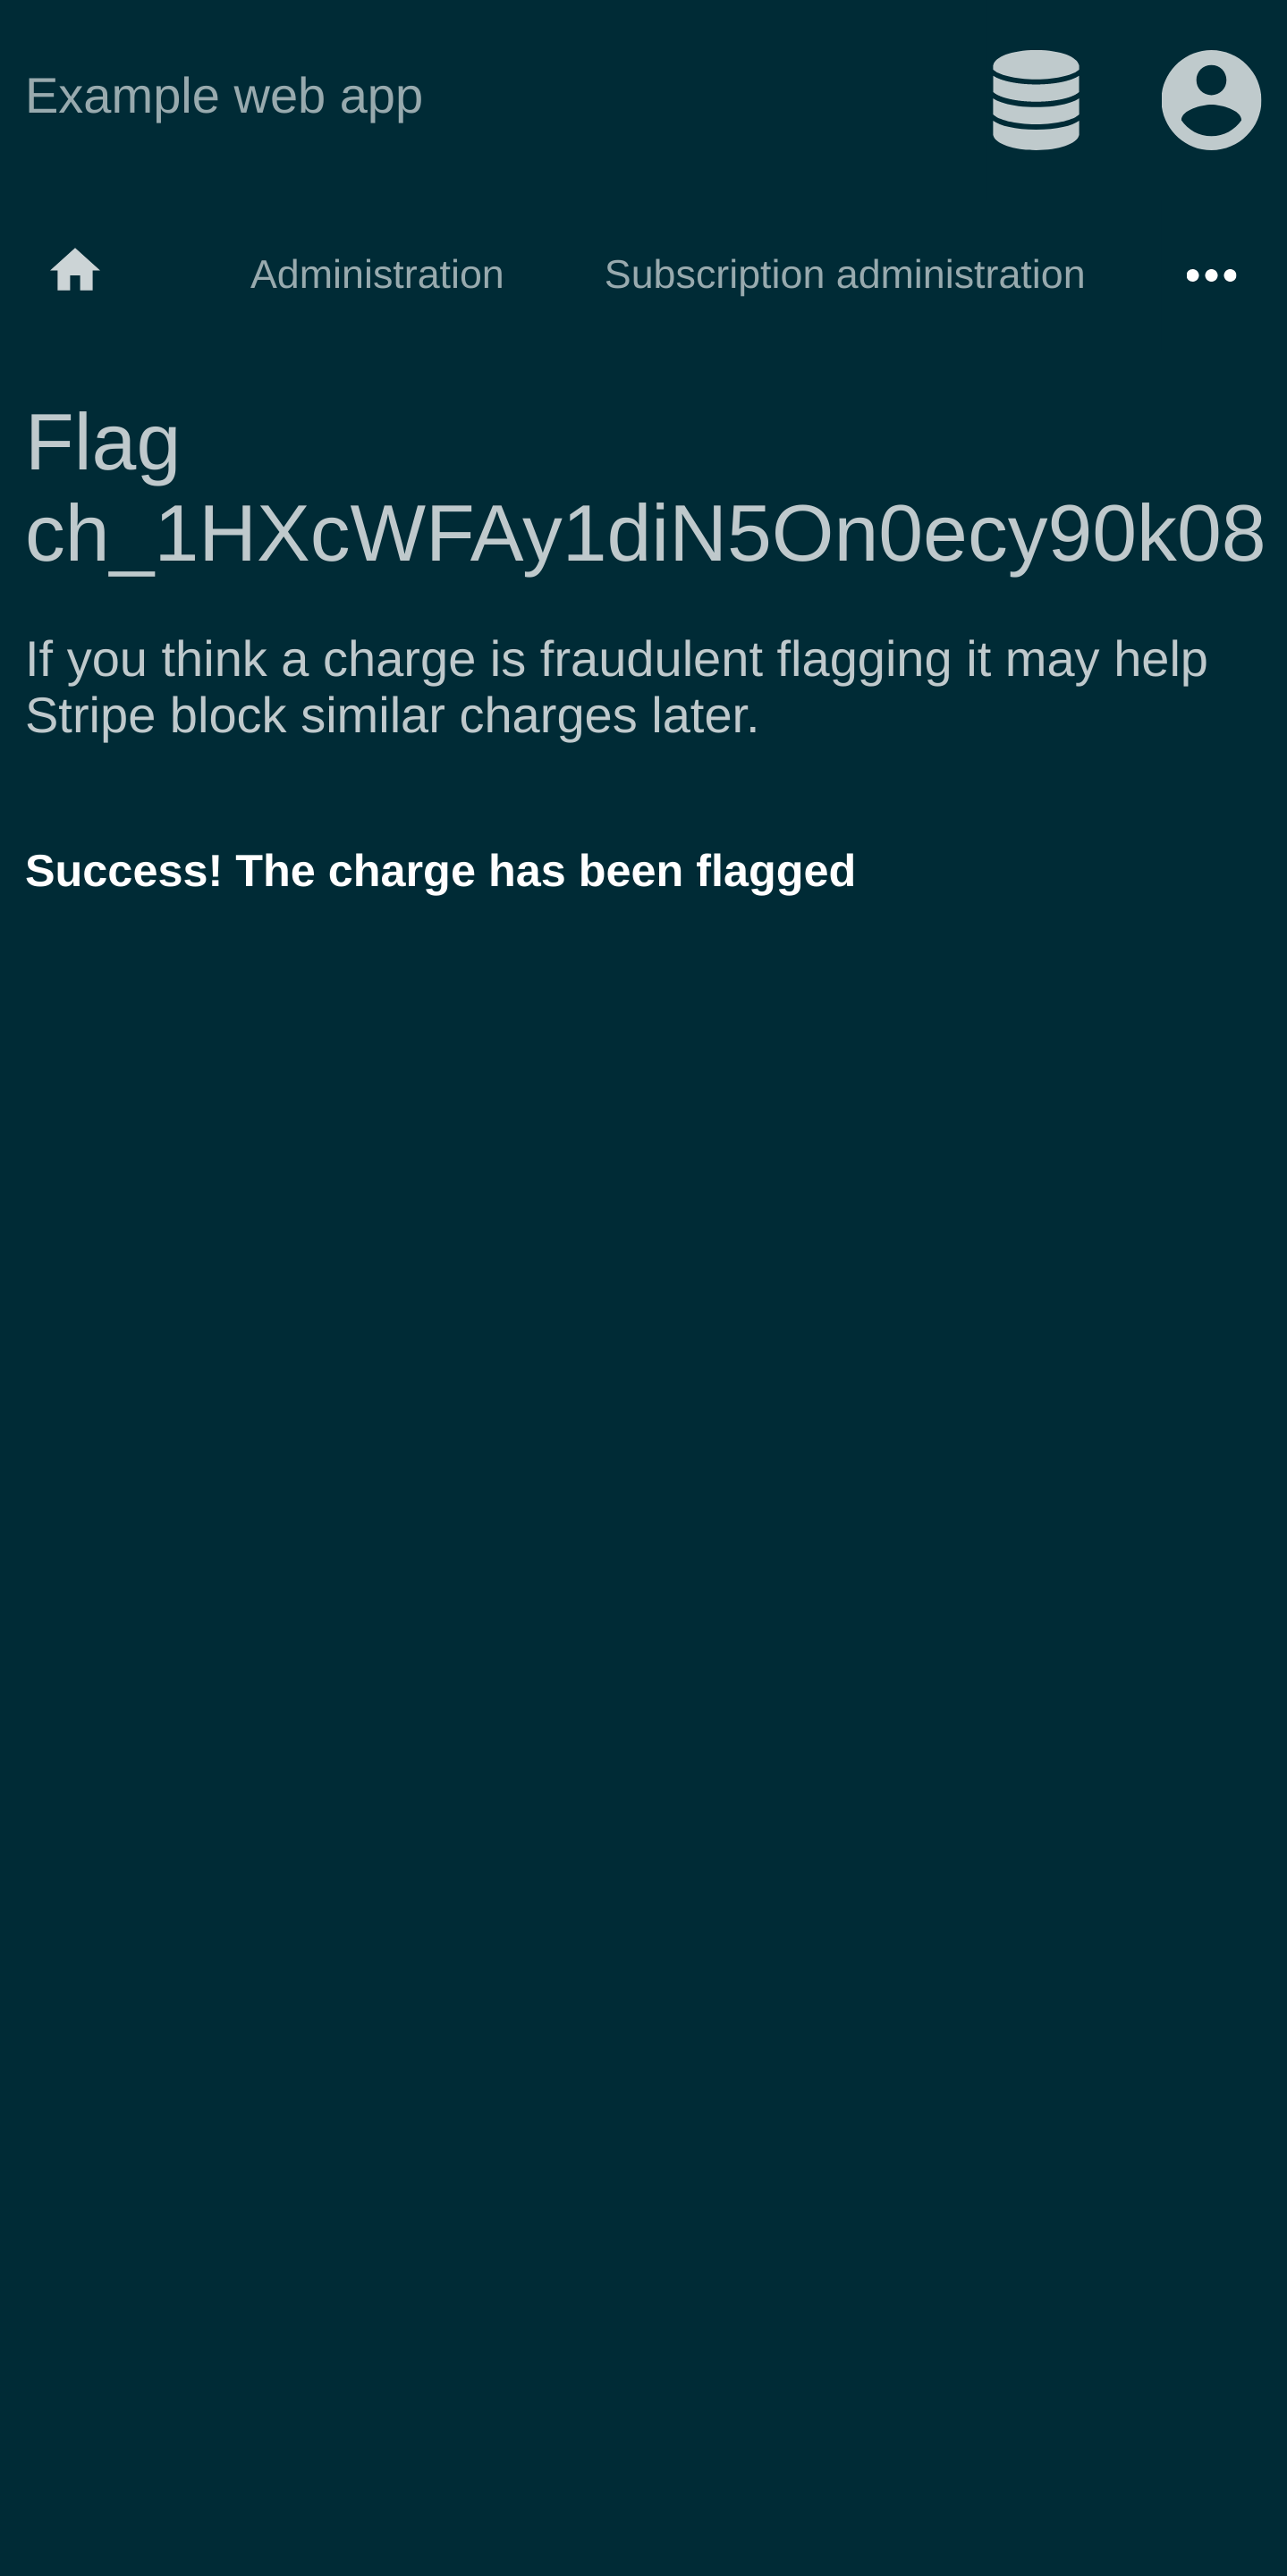 Example web app
Administration
Subscription administration
Flag
ch_1HXcWFAy1diN5On0ecy90k08
If you think a charge is fraudulent flagging it may help
Stripe block similar charges later.
Success! The charge has been flagged